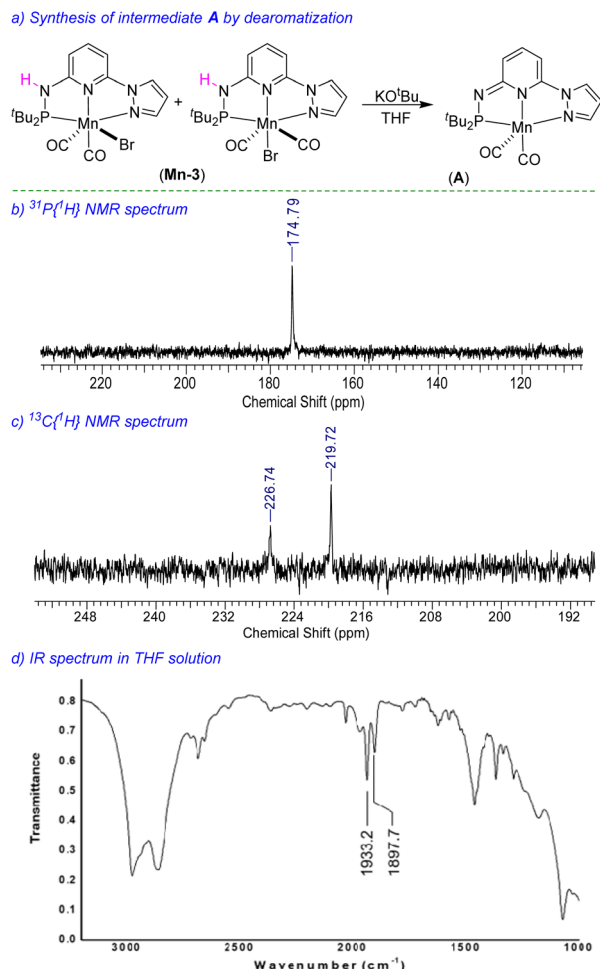 a) Synthesis of intermediate A by dearomatization
H N N N N
ᵗBu₂P Mn Br OC CO
+
H N N N N
ᵗBu₂P Mn OC Br CO
KOᵗBu
THF
N N N N
ᵗBu₂P Mn OC CO
(Mn-3)
(A)
b) ³¹P{¹H} NMR spectrum
174.79
220 200 180 160 140 120
Chemical Shift (ppm)
c) ¹³C{¹H} NMR spectrum
226.74
219.72
248 240 232 224 216 208 200 192
Chemical Shift (ppm)
d) IR spectrum in THF solution
Transmittance
0.8
0.7
0.6
0.5
0.4
0.3
0.2
0.1
0.0
1933.2
1897.7
3000 2500 2000 1500 1000
Wavenumber (cm⁻¹)